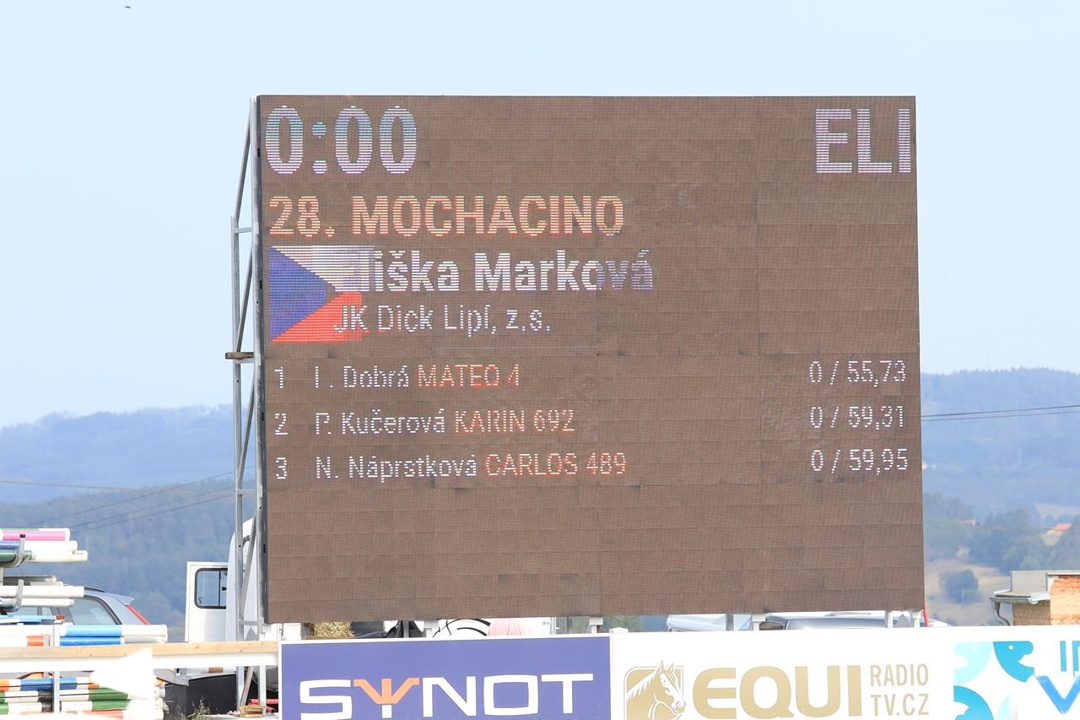 0:00 ELI
28. MOCHACINO
iška Marková
JK Dick Lipí, z.s.
1 Dobrá MATEO 4 0 / 55,73
2 P. Kučerová KARIN 692 0 / 59,31
3 N. Náprstková CARLOS 489 0 / 59,95
SYNOT
EQUI RADIO
TV.CZ